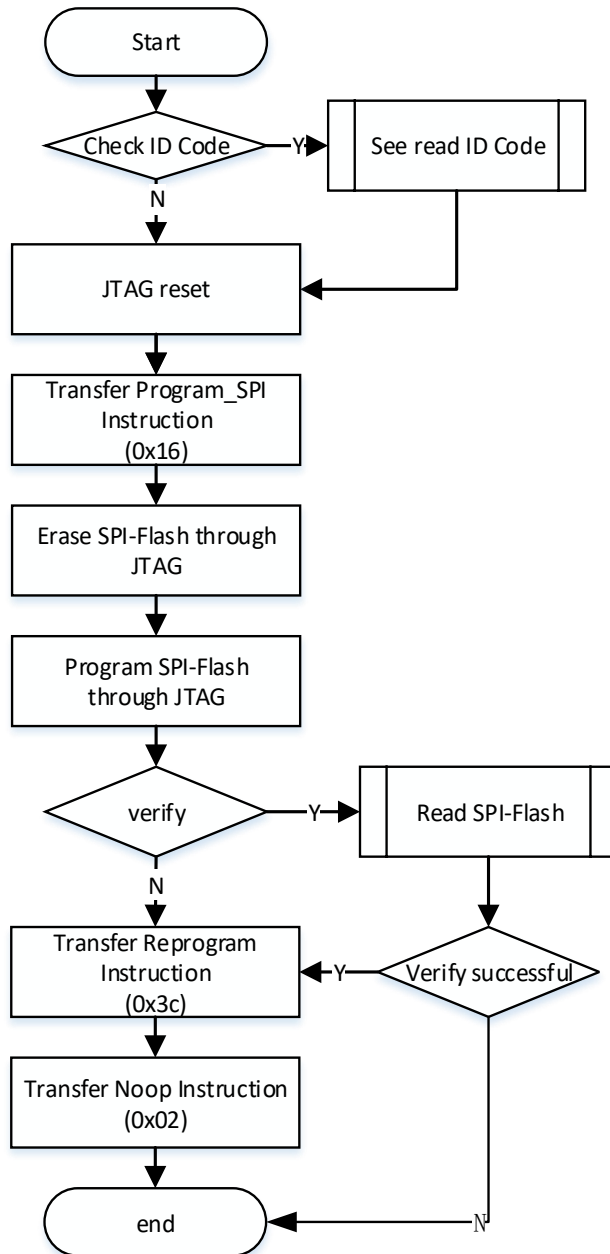 Start
Check ID Code
Y
See read ID Code
N
JTAG reset
Transfer Program_SPI
Instruction
(0x16)
Erase SPI-Flash through
JTAG
Program SPI-Flash
through JTAG
verify
Y
Read SPI-Flash
N
Transfer Reprogram
Instruction
(0x3c)
Y
Verify successful
Transfer Noop Instruction
(0x02)
end
N